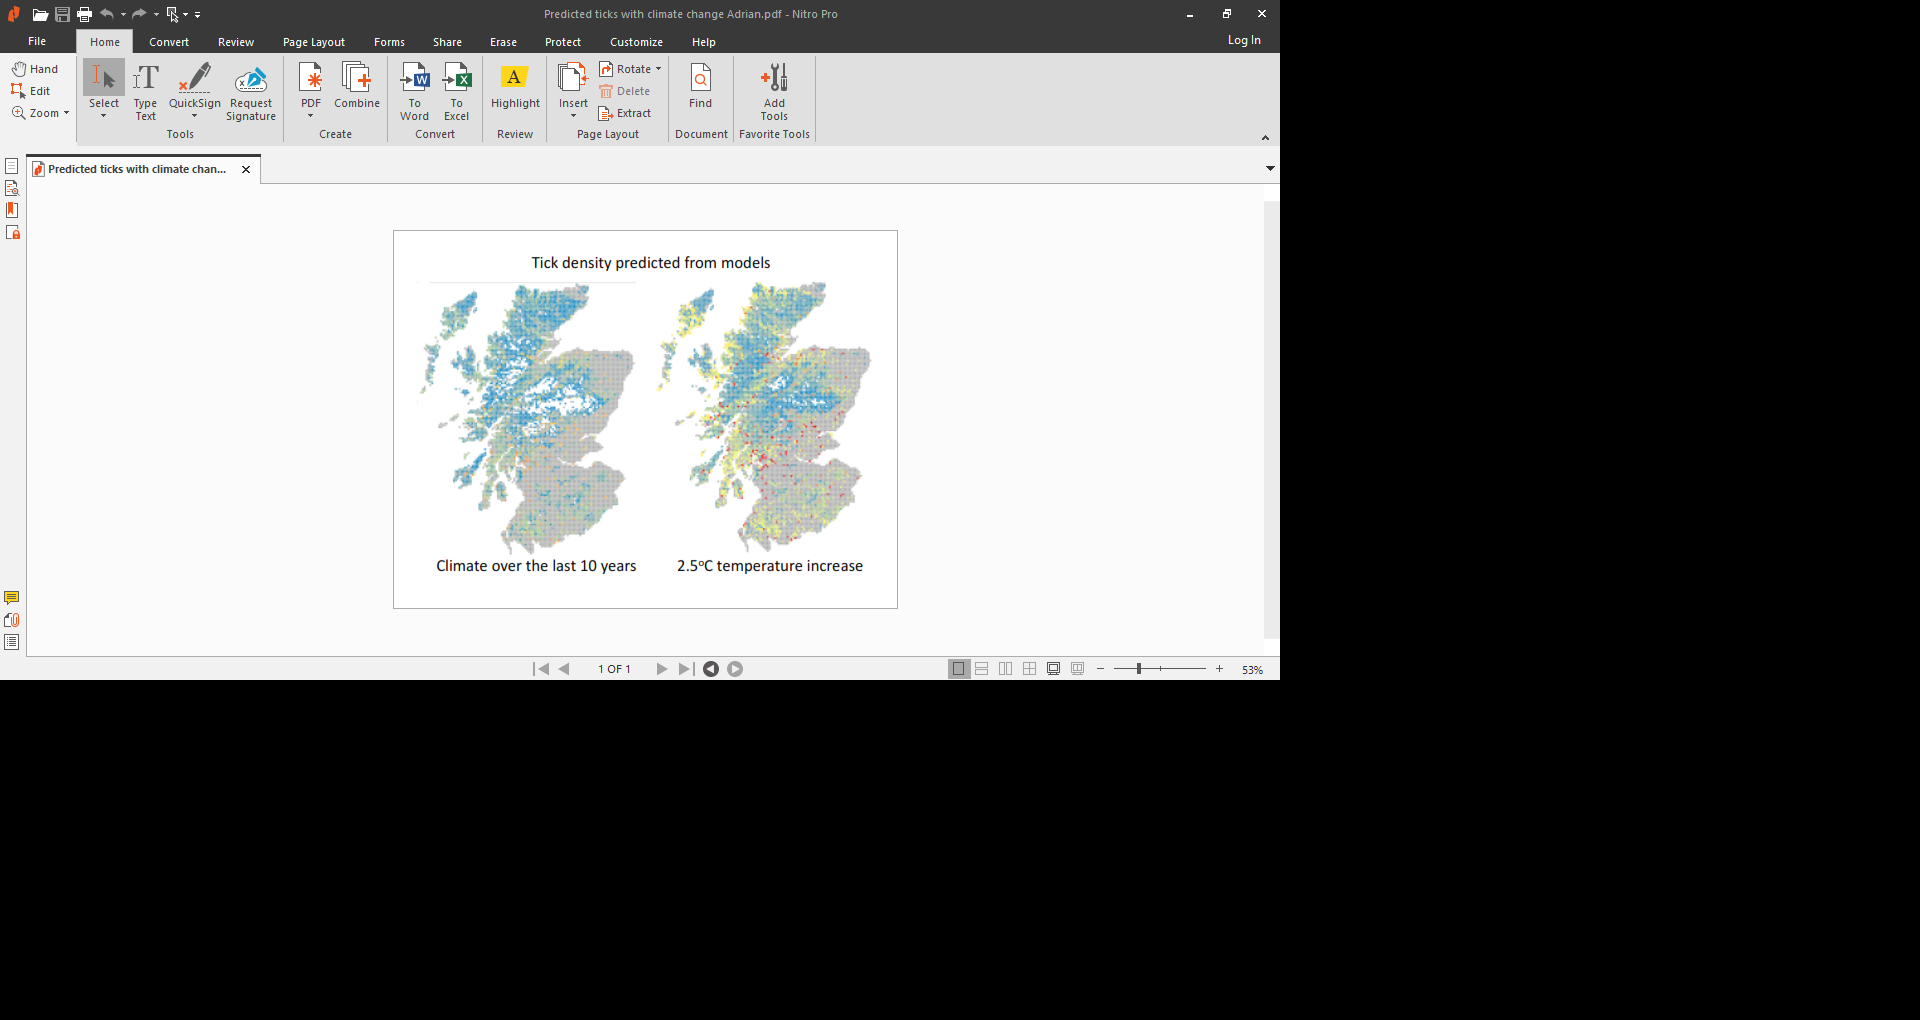 Predicted ticks with climate change Adrian.pdf - Nitro Pro
File Home Convert Review Page Layout Forms Share Erase Protect Customize Help Log In
Hand
Edit
Zoom
Select
Type
Text
QuickSign
Request
Signature
Tools
PDF
Combine
Create
To
Word
To
Excel
Convert
Highlight
Review
Insert
Rotate
Delete
Extract
Page Layout
Find
Document
Add
Tools
Favorite Tools
Predicted ticks with climate chan...
Tick density predicted from models
Climate over the last 10 years
2.5°C temperature increase
1 OF 1
53%